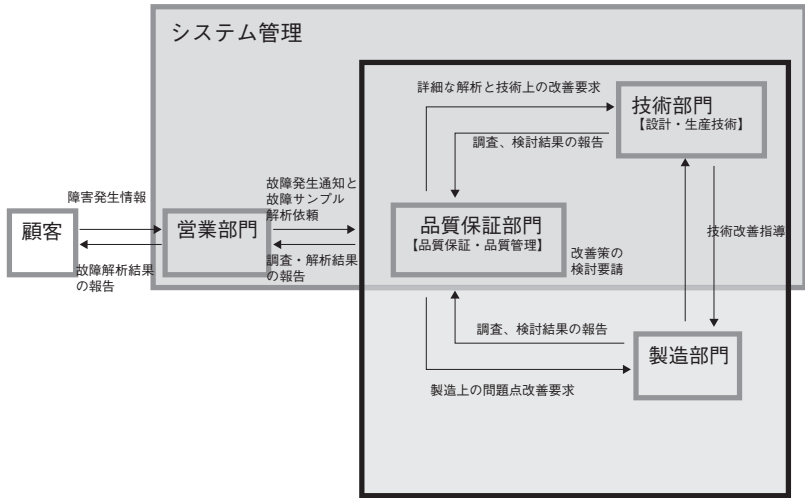 システム管理
詳細な解析と技術上の改善要求
技術部門
【設計・生産技術】
調査、検討結果の報告
障害発生情報
故障発生通知と
故障サンプル
解析依頼
顧客
営業部門
品質保証部門
【品質保証・品質管理】
技術改善指導
故障解析結果
の報告
調査・解析結果
の報告
改善策の
検討要請
調査、検討結果の報告
製造部門
製造上の問題点改善要求